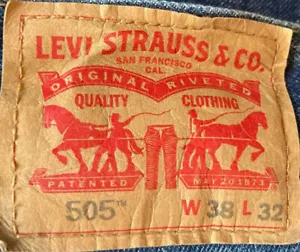 LEVI STRAUSS & CO.
SAN FRANCISCO
CAL.
ORIGINAL RIVETED
QUALITY CLOTHING
PATENTED MAY 20 1873
505™ W 38 L 32